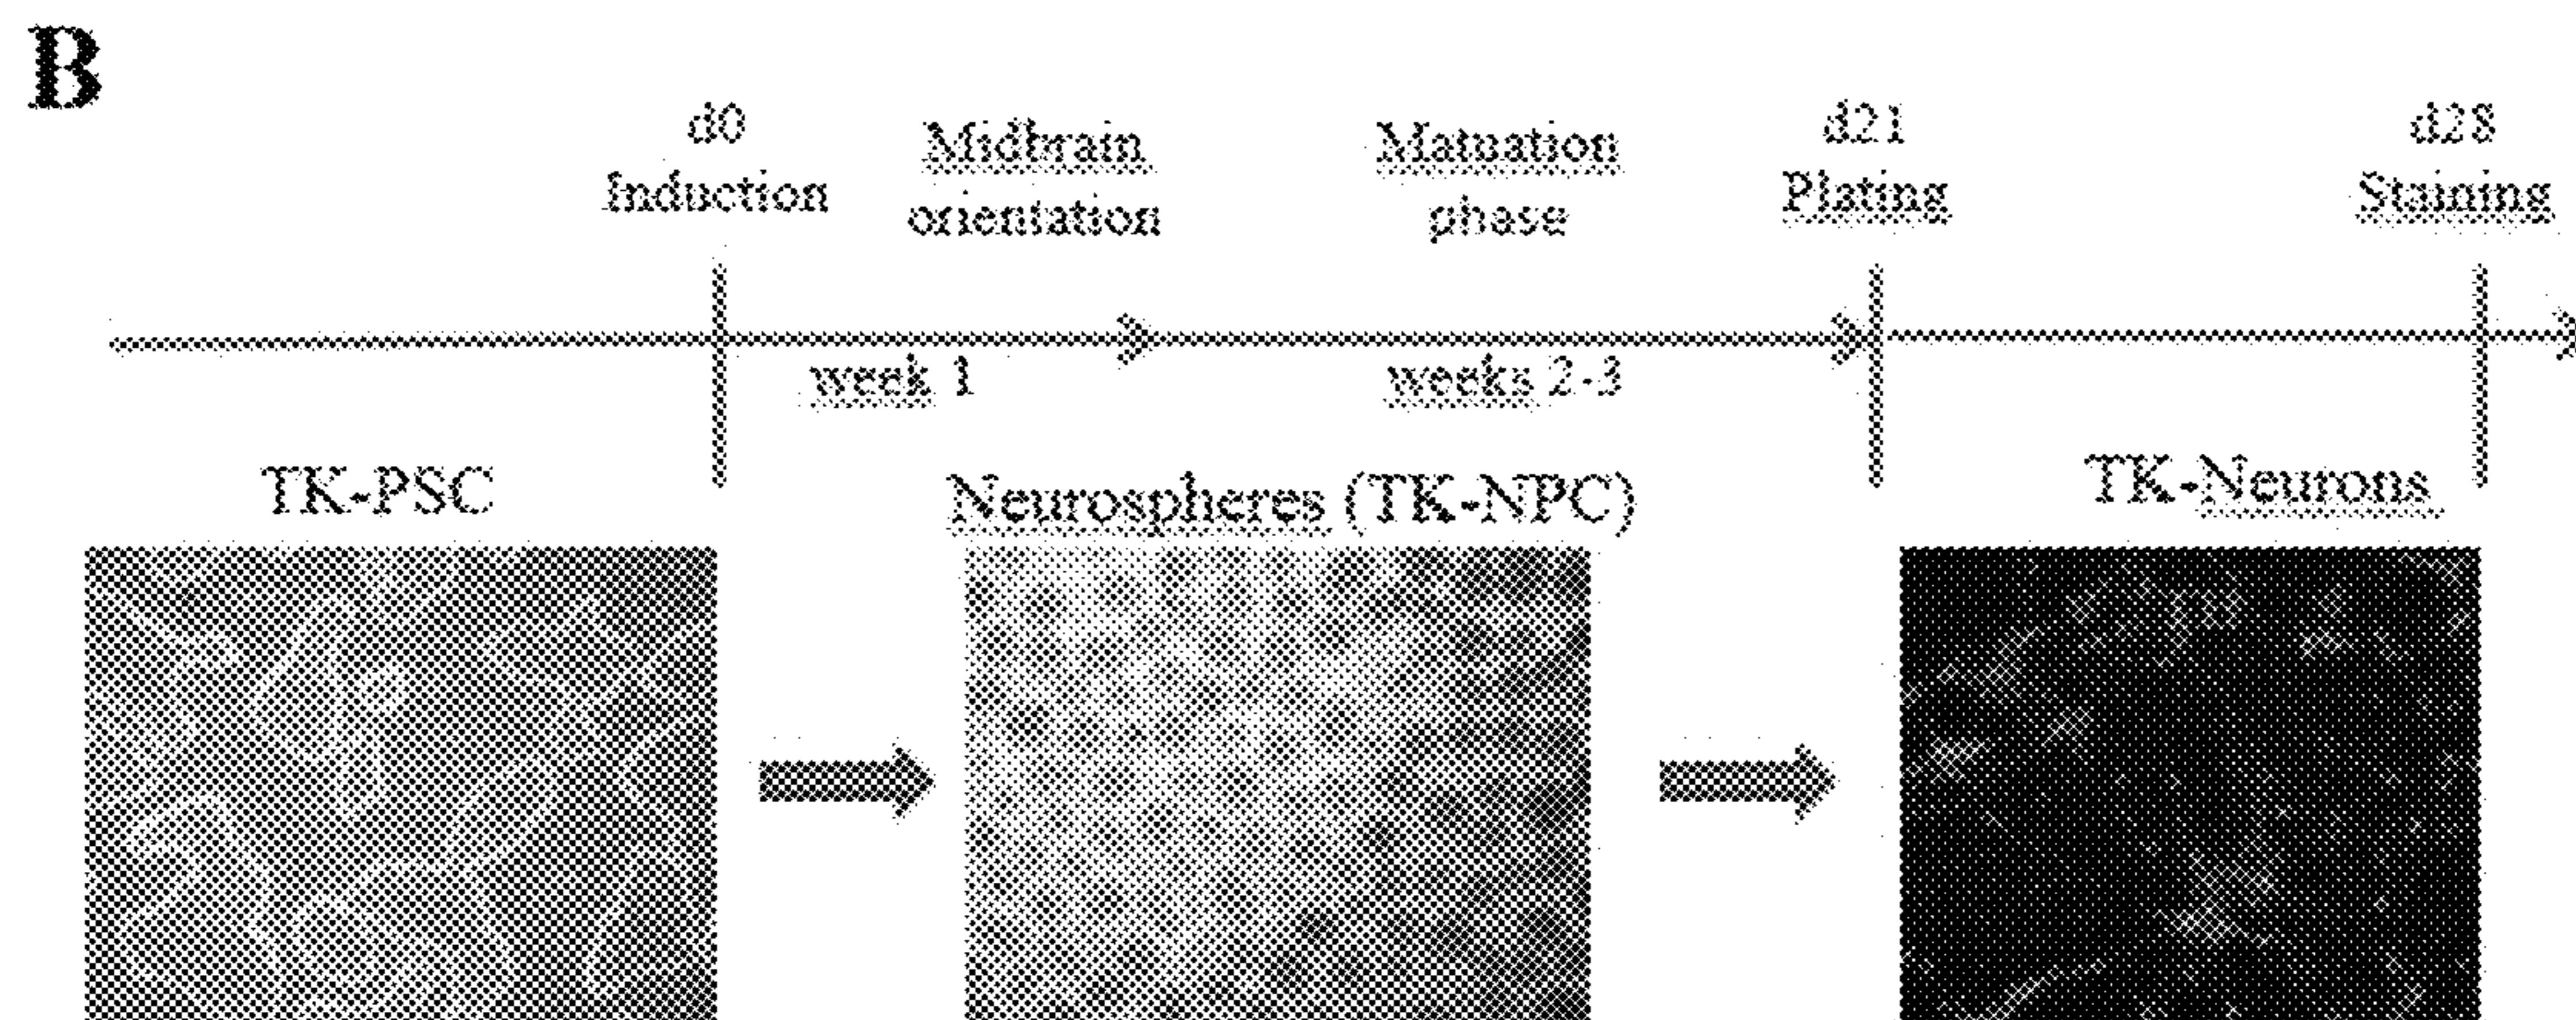 B
d0
Induction
Midbrain
orientation
Matuation
phase
d21
Plating
d28
Staining
week 1
weeks 2-3
TK-PSC
Neurospheres (TK-NPC)
TK-Neurons